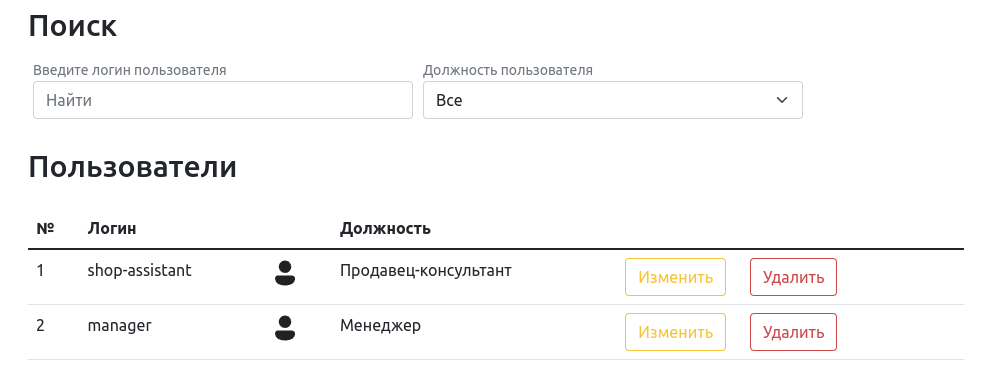 Поиск
Введите логин пользователя Должность пользователя
Найти Все
Пользователи
№ Логин Должность
1 shop-assistant Продавец-консультант Изменить Удалить
2 manager Менеджер Изменить Удалить